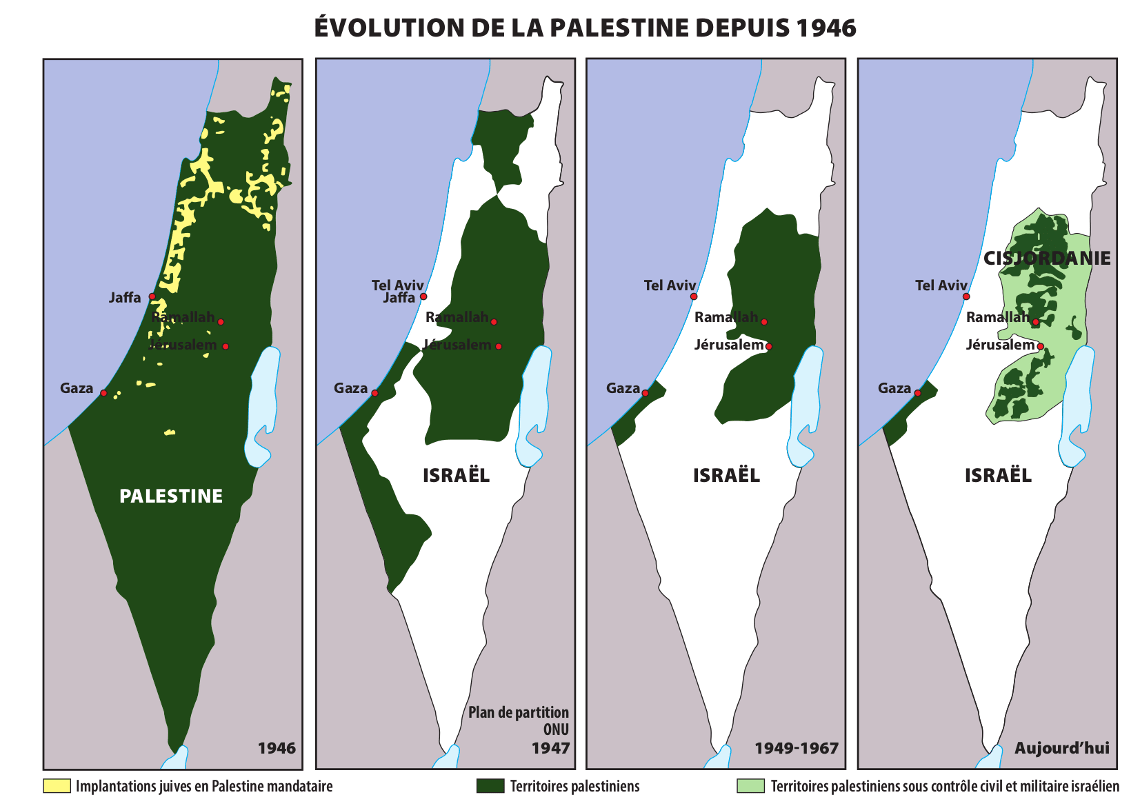 ÉVOLUTION DE LA PALESTINE DEPUIS 1946
Jaffa
Ramallah
Jérusalem
Gaza
PALESTINE
1946
Tel Aviv
Jaffa
Ramallah
Jérusalem
Gaza
ISRAËL
Plan de partition
ONU
1947
Tel Aviv
Ramallah
Jérusalem
Gaza
ISRAËL
1949-1967
CISJORDANIE
Tel Aviv
Ramallah
Jérusalem
Gaza
ISRAËL
Aujourd'hui
Implantations juives en Palestine mandataire
Territoires palestiniens
Territoires palestiniens sous contrôle civil et militaire israélien